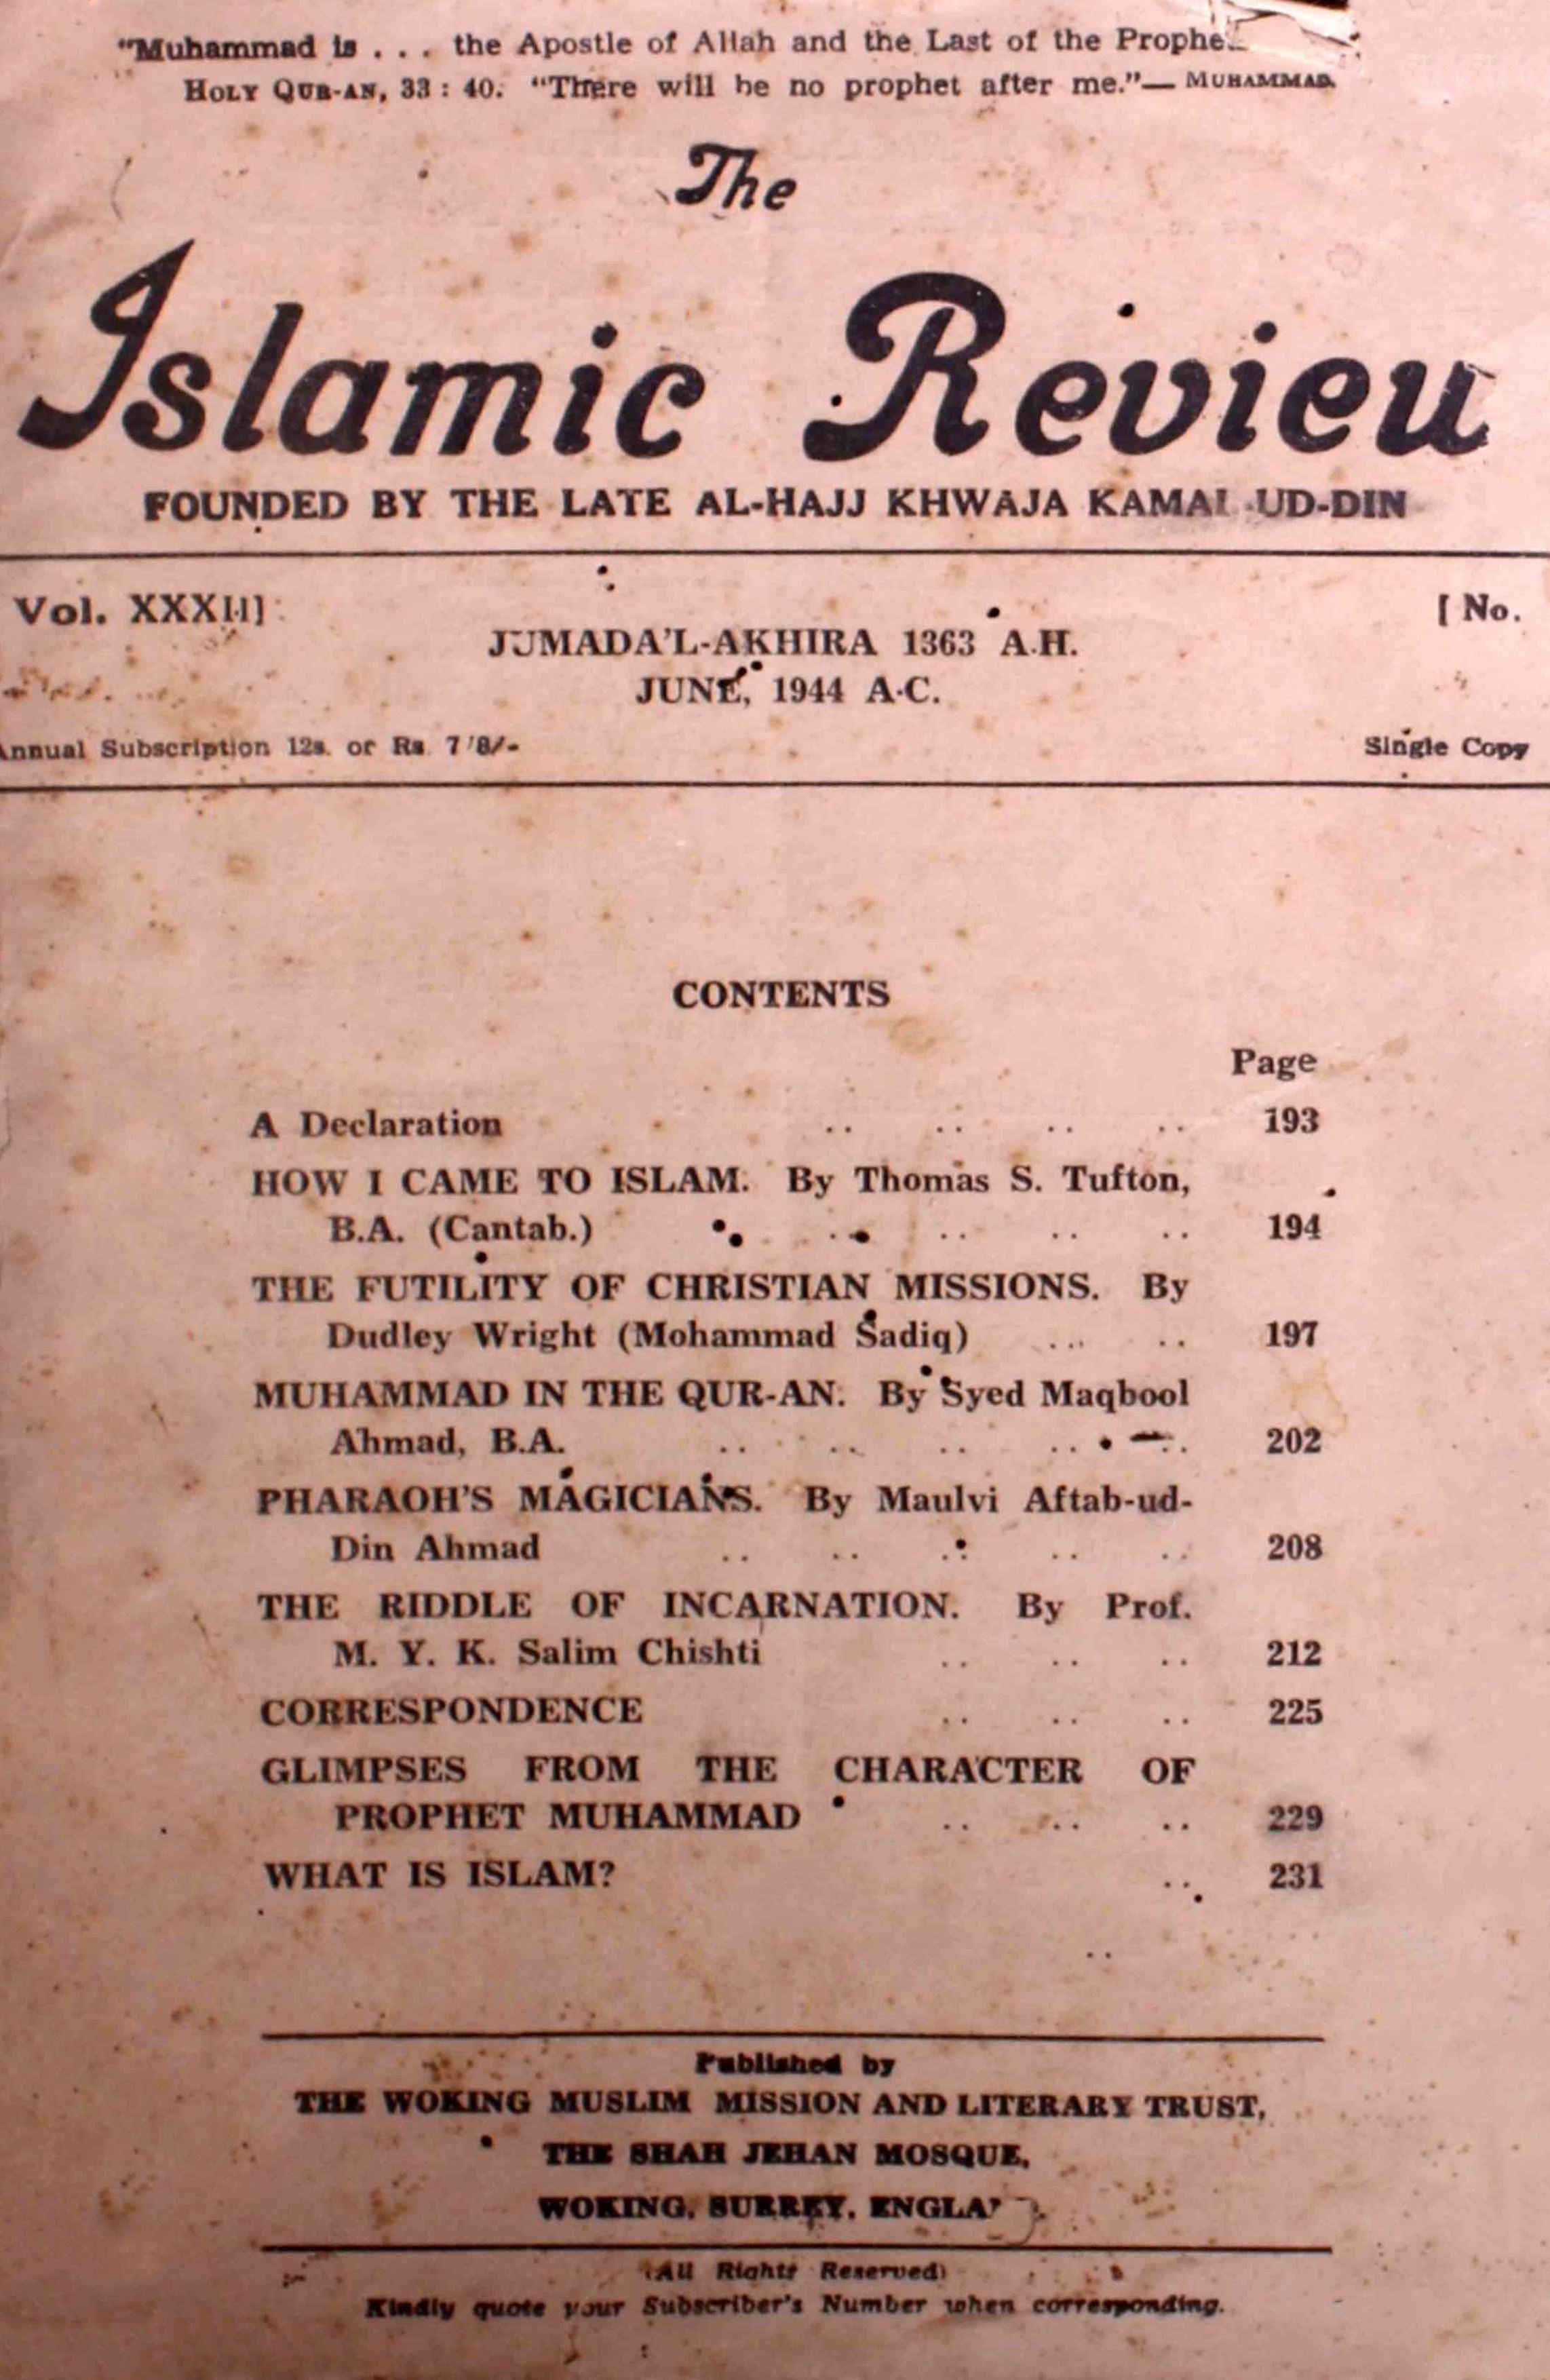 "Muhammad is . . . the Apostle of Allah and the Last of the
HOLY QUR-AN, 33 : 40. "There will be no prophet after me."— MUHAMMAD.
The
Islamic Review
FOUNDED BY THE LATE AL-HAJJ KHWAJA KAMAL-UD-DIN
Vol. XXXII] [ No.
JUMADA'L-AKHIRA 1363 A.H.
JUNE, 1944 A.C.
Annual Subscription 12s. or Rs 7/8/- Single Copy
CONTENTS
Page
A Declaration .. .. .. .. 193
HOW I CAME TO ISLAM. By Thomas S. Tufton,
B.A. (Cantab.) .. .. .. .. .. 194
THE FUTILITY OF CHRISTIAN MISSIONS. By
Dudley Wright (Mohammad Sadiq) ... .. 197
MUHAMMAD IN THE QUR-AN. By Syed Maqbool
Ahmad, B.A. .. .. .. .. .. 202
PHARAOH'S MAGICIANS. By Maulvi Aftab-ud-
Din Ahmad .. .. .. .. .. 208
THE RIDDLE OF INCARNATION. By Prof.
M. Y. K. Salim Chishti .. .. .. 212
CORRESPONDENCE .. .. .. 225
GLIMPSES FROM THE CHARACTER OF
PROPHET MUHAMMAD .. .. .. 229
WHAT IS ISLAM? .. 231
Published by
THE WOKING MUSLIM MISSION AND LITERARY TRUST,
THE SHAH JEHAN MOSQUE,
WOKING, SURREY, ENGLA
(All Rights Reserved)
Kindly quote your Subscriber's Number when corresponding.